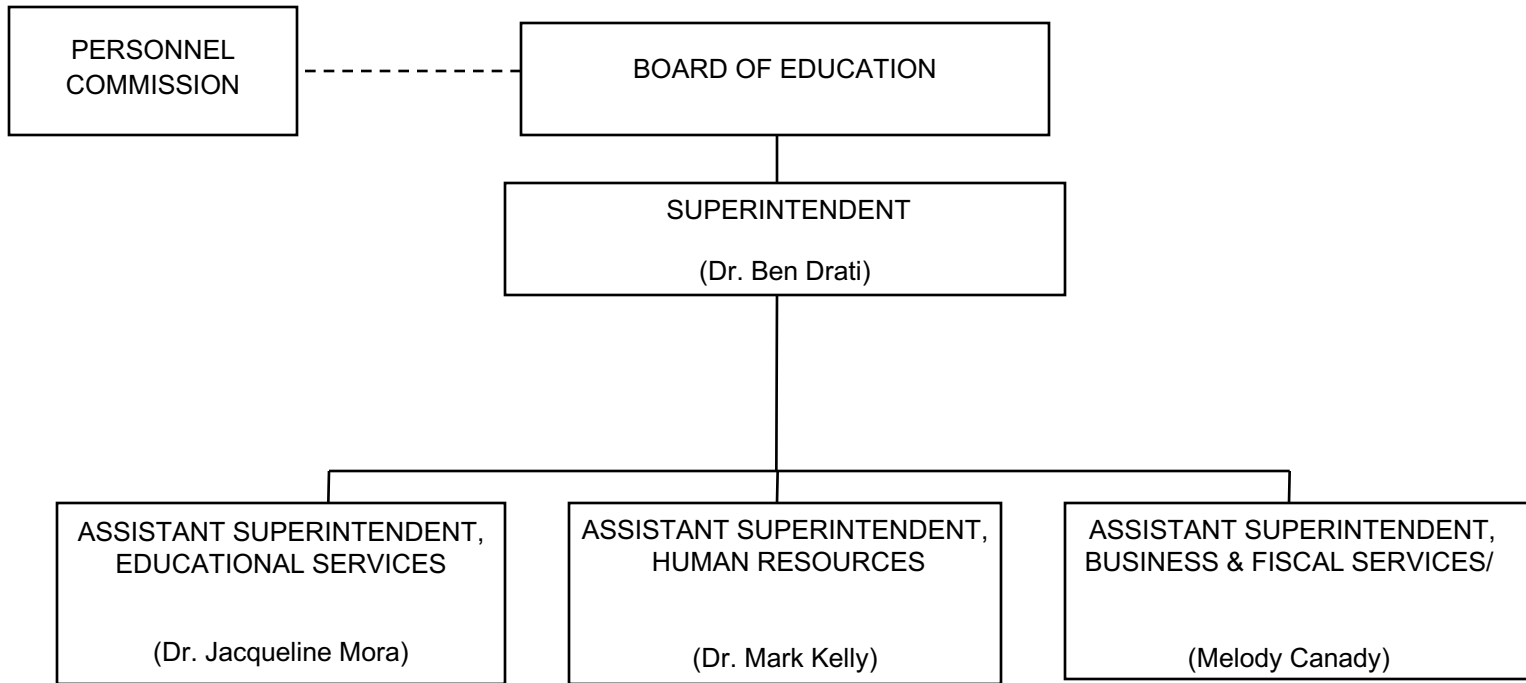 PERSONNEL
COMMISSION
BOARD OF EDUCATION
SUPERINTENDENT
(Dr. Ben Drati)
ASSISTANT SUPERINTENDENT,
EDUCATIONAL SERVICES
(Dr. Jacqueline Mora)
ASSISTANT SUPERINTENDENT,
HUMAN RESOURCES
(Dr. Mark Kelly)
ASSISTANT SUPERINTENDENT,
BUSINESS & FISCAL SERVICES/
(Melody Canady)